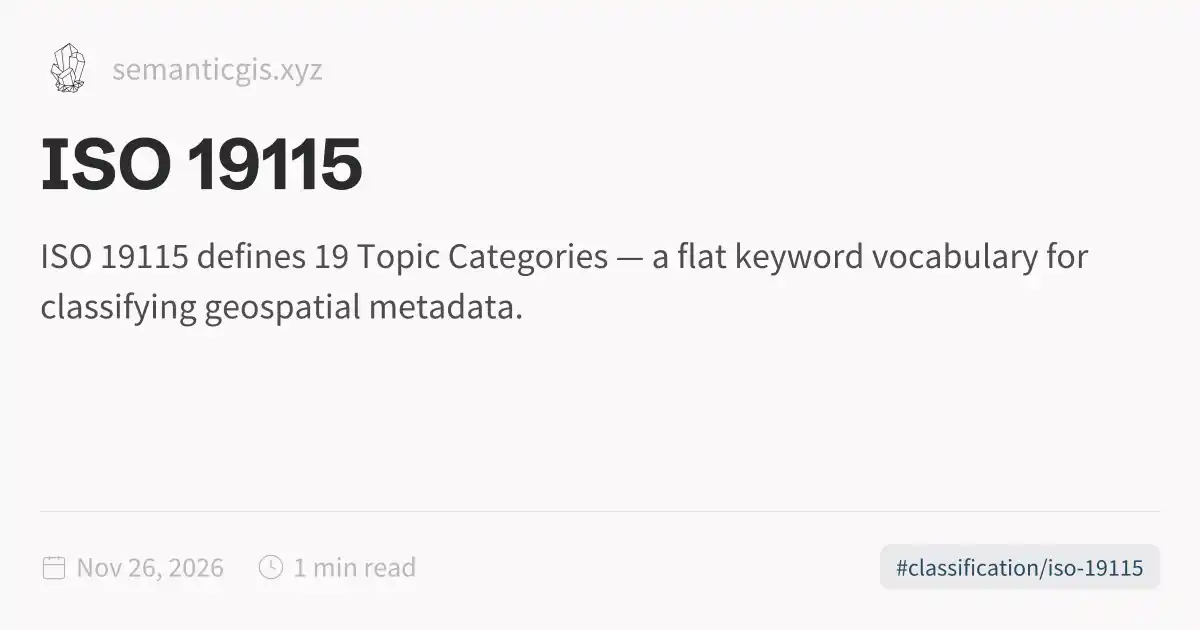 semanticgis.xyz
ISO 19115
ISO 19115 defines 19 Topic Categories — a flat keyword vocabulary for
classifying geospatial metadata.
Nov 26, 2026 1 min read #classification/iso-19115